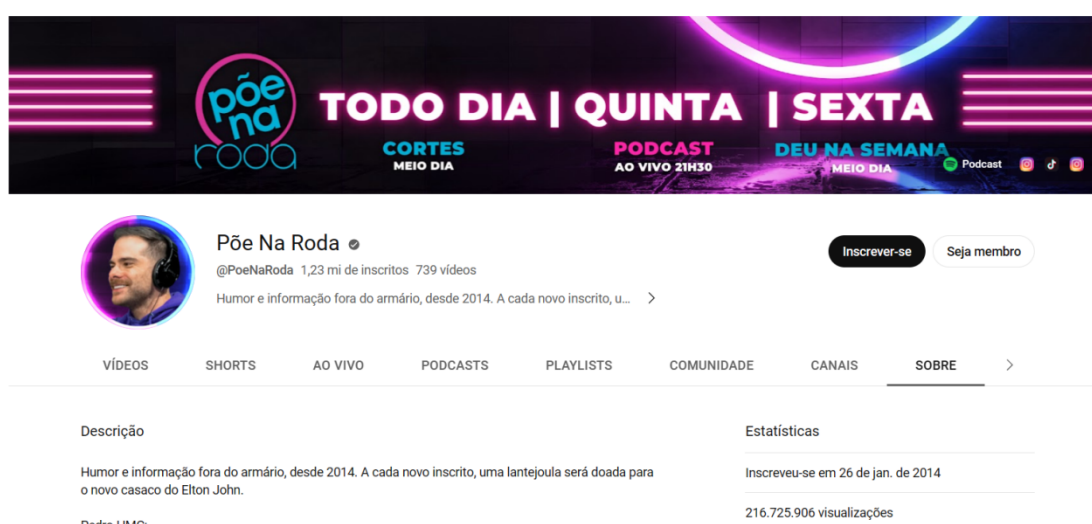 põe
na
roda
TODO DIA | QUINTA | SEXTA
CORTES
MEIO DIA
PODCAST
AO VIVO 21H30
DEU NA SEMANA
MEIO DIA
Podcast
Põe Na Roda
@PoeNaRoda 1,23 mi de inscritos 739 vídeos
Humor e informação fora do armário, desde 2014. A cada novo inscrito, u...
Inscrever-se
Seja membro
VÍDEOS SHORTS AO VIVO PODCASTS PLAYLISTS COMUNIDADE CANAIS SOBRE
Descrição
Humor e informação fora do armário, desde 2014. A cada novo inscrito, uma lantejoula será doada para
o novo casaco do Elton John.
Estatísticas
Inscreveu-se em 26 de jan. de 2014
216.725.906 visualizações